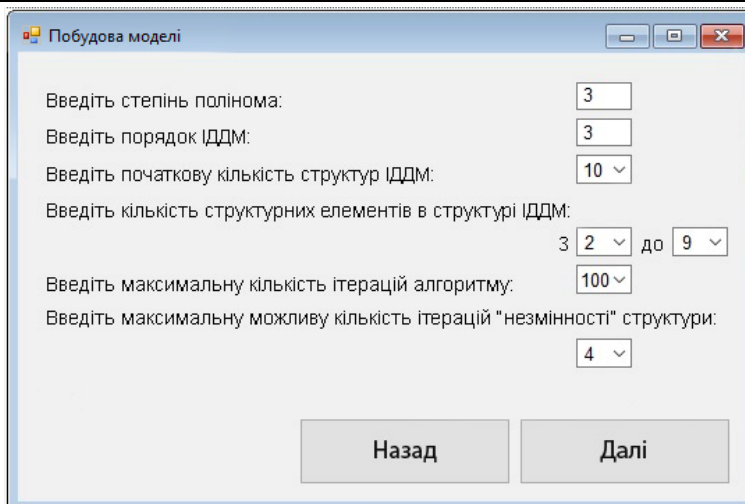 Побудова моделі
Введіть степінь полінома: 3
Введіть порядок ІДДМ: 3
Введіть початкову кількість структур ІДДМ: 10
Введіть кількість структурних елементів в структурі ІДДМ:
З 2 до 9
Введіть максимальну кількість ітерацій алгоритму: 100
Введіть максимальну можливу кількість ітерацій "незмінності" структури:
4
Назад Далі